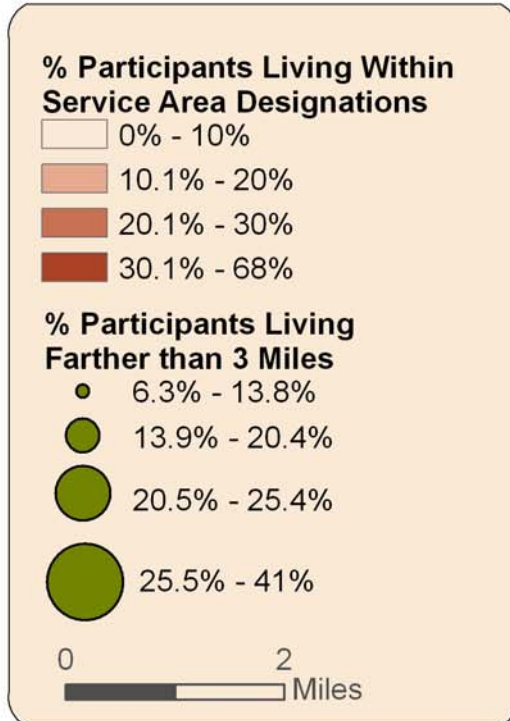 % Participants Living Within
Service Area Designations
0% - 10%
10.1% - 20%
20.1% - 30%
30.1% - 68%
% Participants Living
Farther than 3 Miles
6.3% - 13.8%
13.9% - 20.4%
20.5% - 25.4%
25.5% - 41%
0 2
Miles